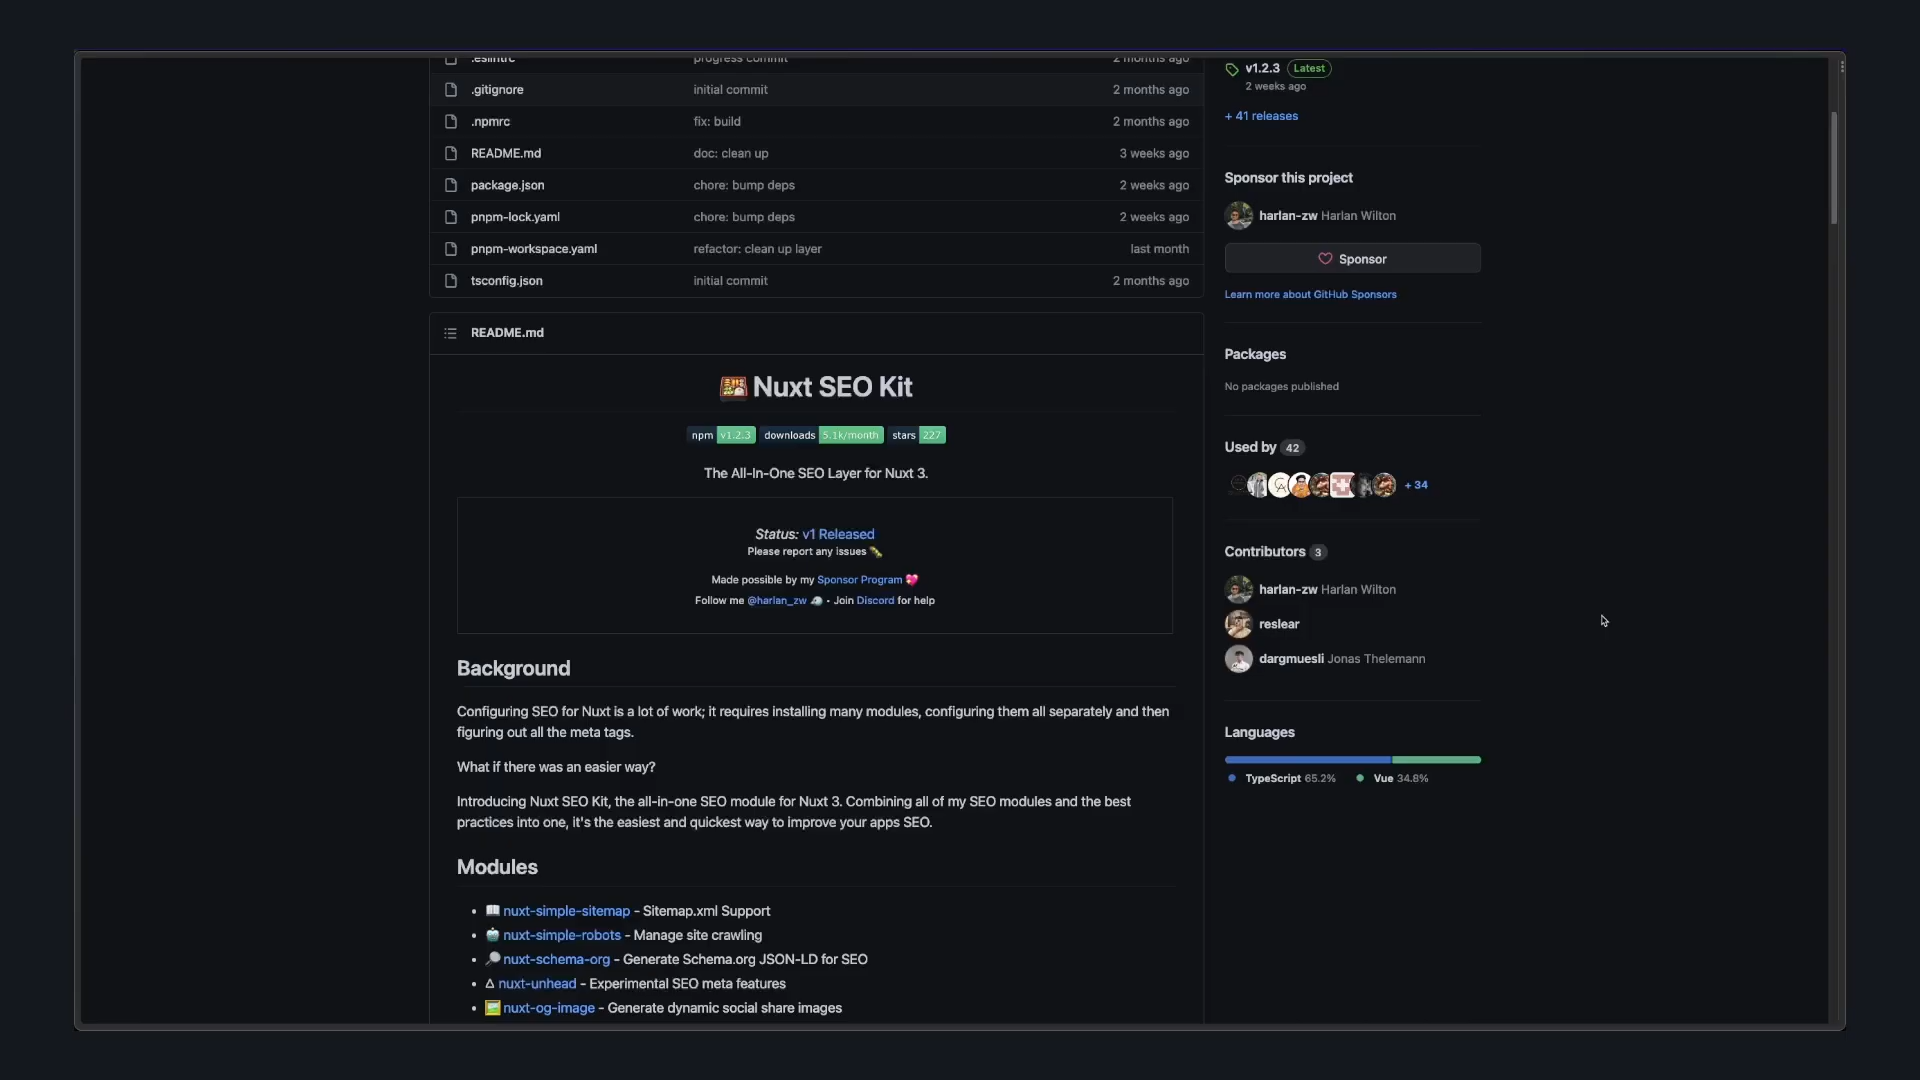 .eslintrc progress commit 2 months ago
.gitignore initial commit 2 months ago
.npmrc fix: build 2 months ago
README.md doc: clean up 3 weeks ago
package.json chore: bump deps 2 weeks ago
pnpm-lock.yaml chore: bump deps 2 weeks ago
pnpm-workspace.yaml refactor: clean up layer last month
tsconfig.json initial commit 2 months ago
README.md
Nuxt SEO Kit
npm v1.2.3 downloads 5.1k/month stars 227
The All-In-One SEO Layer for Nuxt 3.
Status: v1 Released
Please report any issues
Made possible by my Sponsor Program
Follow me @harlan_zw • Join Discord for help
Background
Configuring SEO for Nuxt is a lot of work; it requires installing many modules, configuring them all separately and then
figuring out all the meta tags.
What if there was an easier way?
Introducing Nuxt SEO Kit, the all-in-one SEO module for Nuxt 3. Combining all of my SEO modules and the best
practices into one, it's the easiest and quickest way to improve your apps SEO.
Modules
• nuxt-simple-sitemap - Sitemap.xml Support
• nuxt-simple-robots - Manage site crawling
• nuxt-schema-org - Generate Schema.org JSON-LD for SEO
• △ nuxt-unhead - Experimental SEO meta features
• nuxt-og-image - Generate dynamic social share images
v1.2.3 Latest
2 weeks ago
+ 41 releases
Sponsor this project
harlan-zw Harlan Wilton
Sponsor
Learn more about GitHub Sponsors
Packages
No packages published
Used by 42
+ 34
Contributors 3
harlan-zw Harlan Wilton
reslear
dargmuesli Jonas Thelemann
Languages
TypeScript 65.2% Vue 34.8%